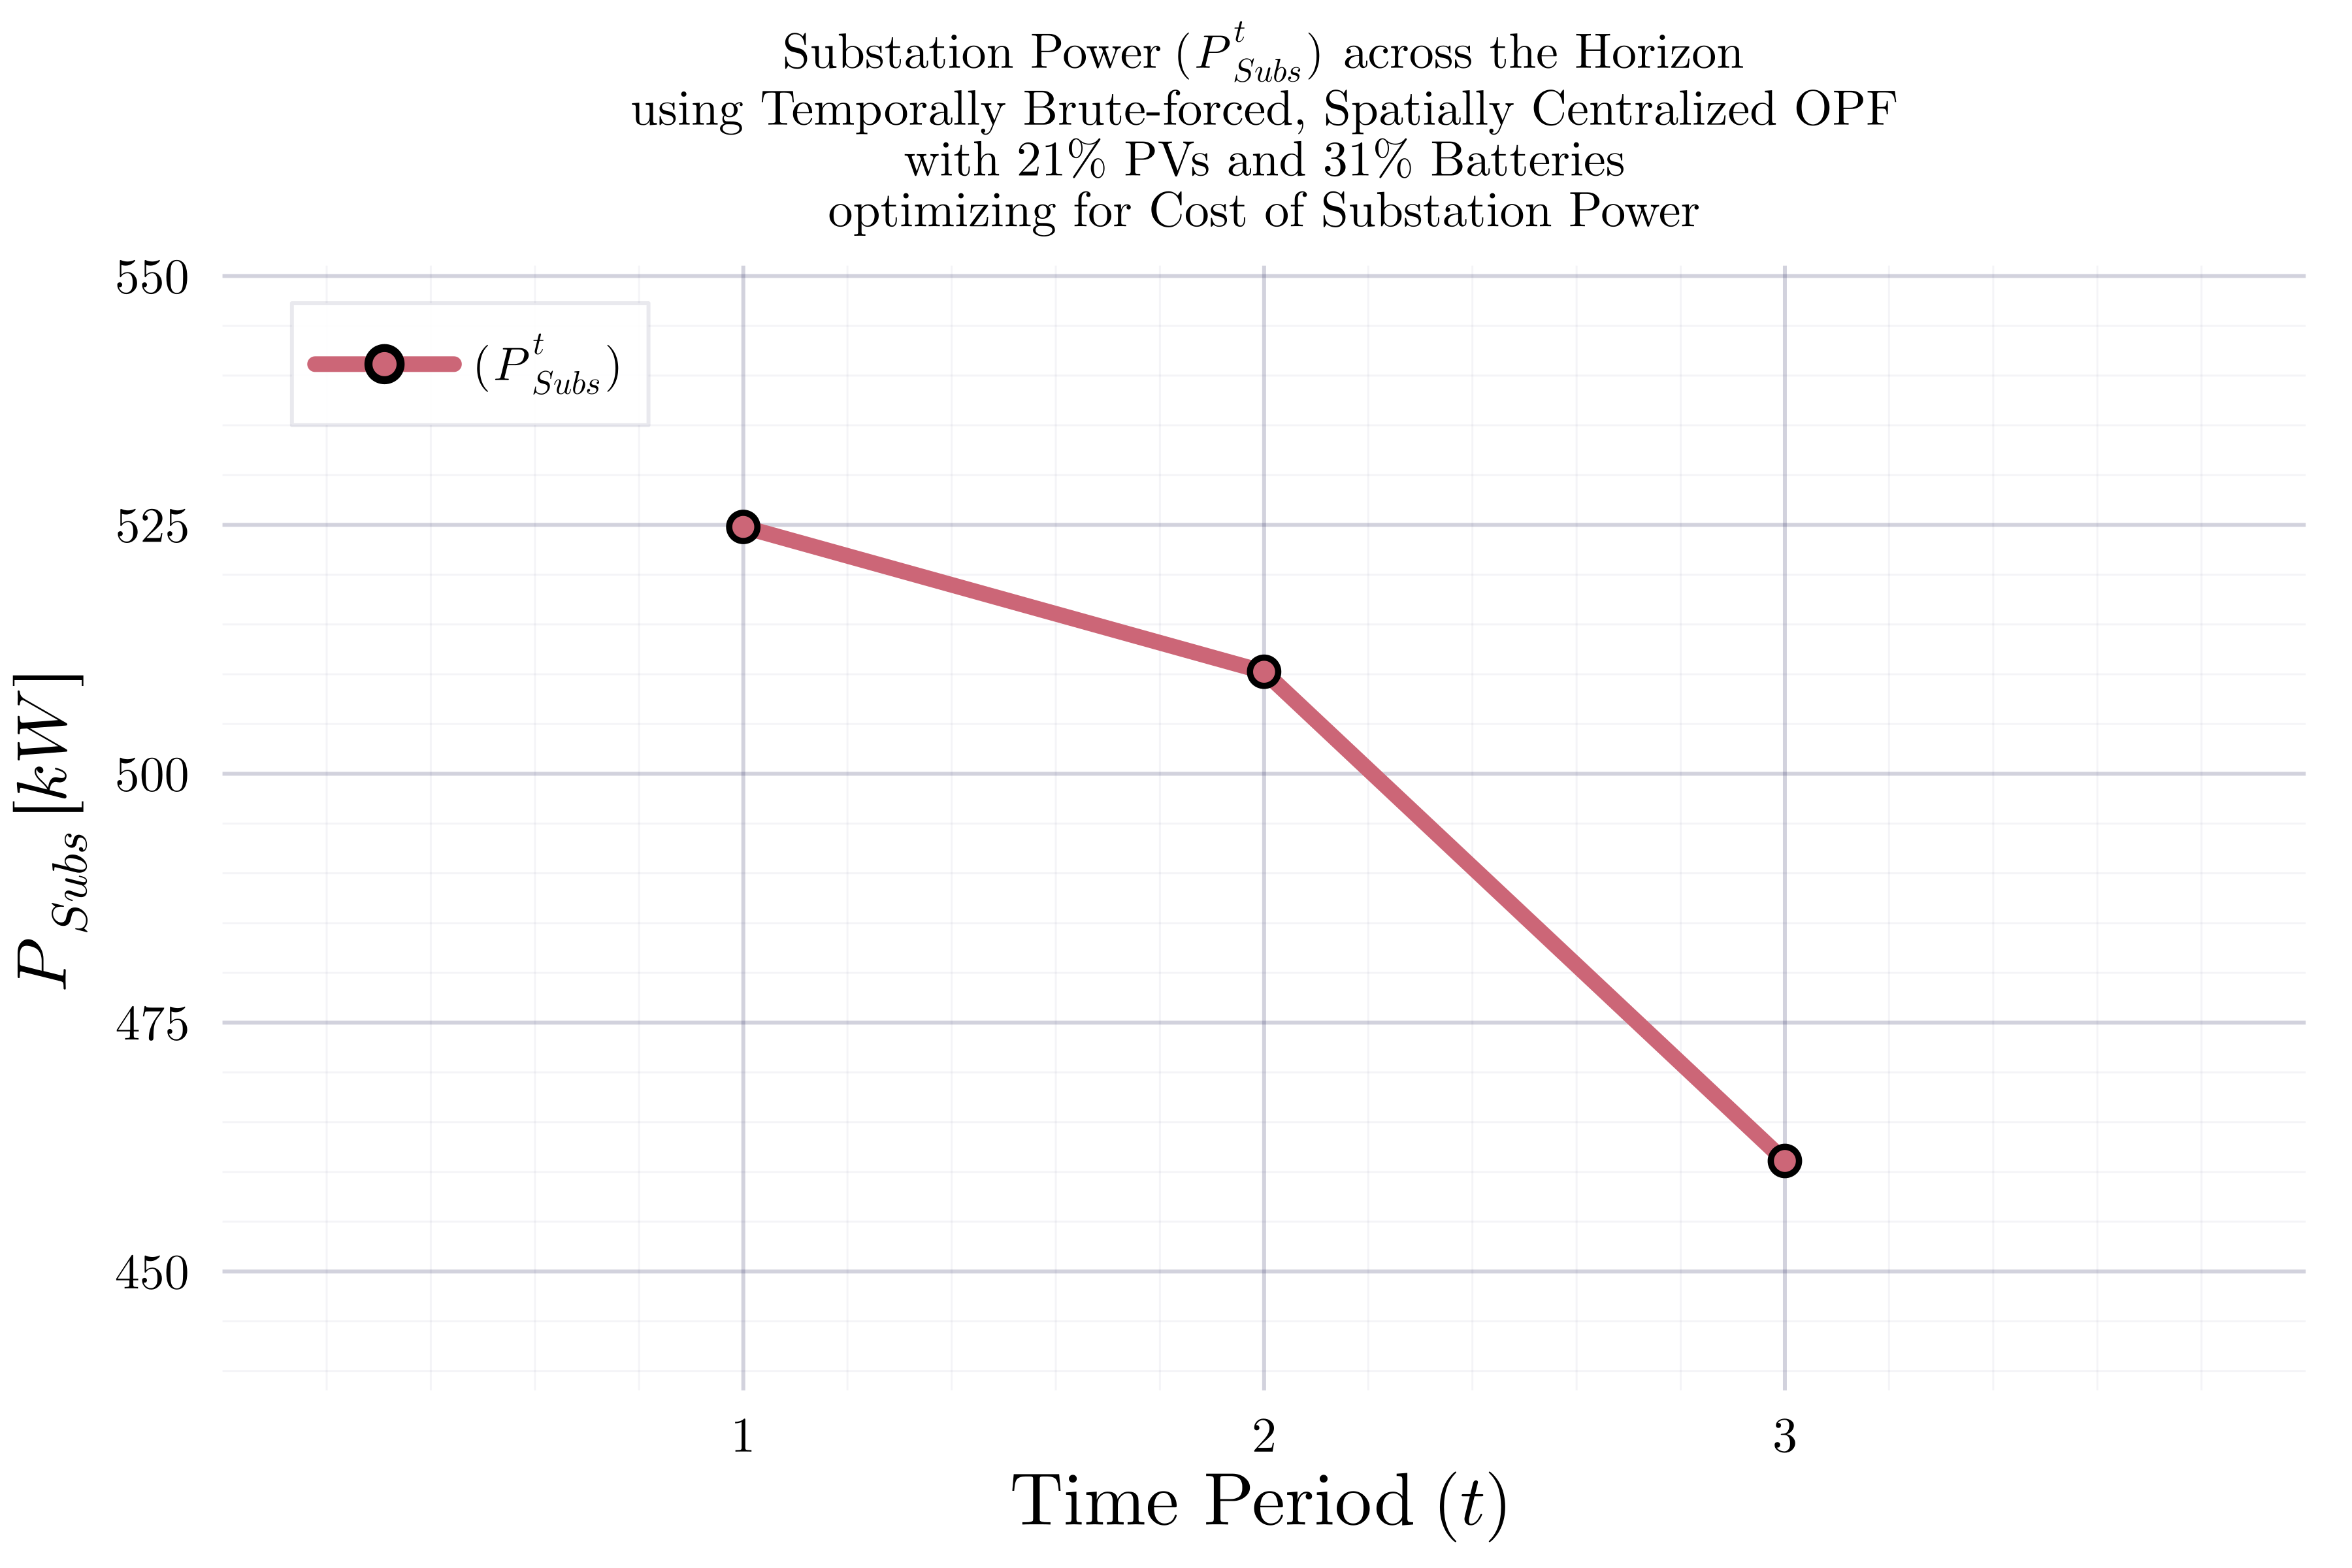 Substation Power (P^t_Subs) across the Horizon
using Temporally Brute-forced, Spatially Centralized OPF
with 21% PVs and 31% Batteries
optimizing for Cost of Substation Power
(P^t_Subs)
P_Subs [kW]
550
525
500
475
450
1 2 3
Time Period (t)